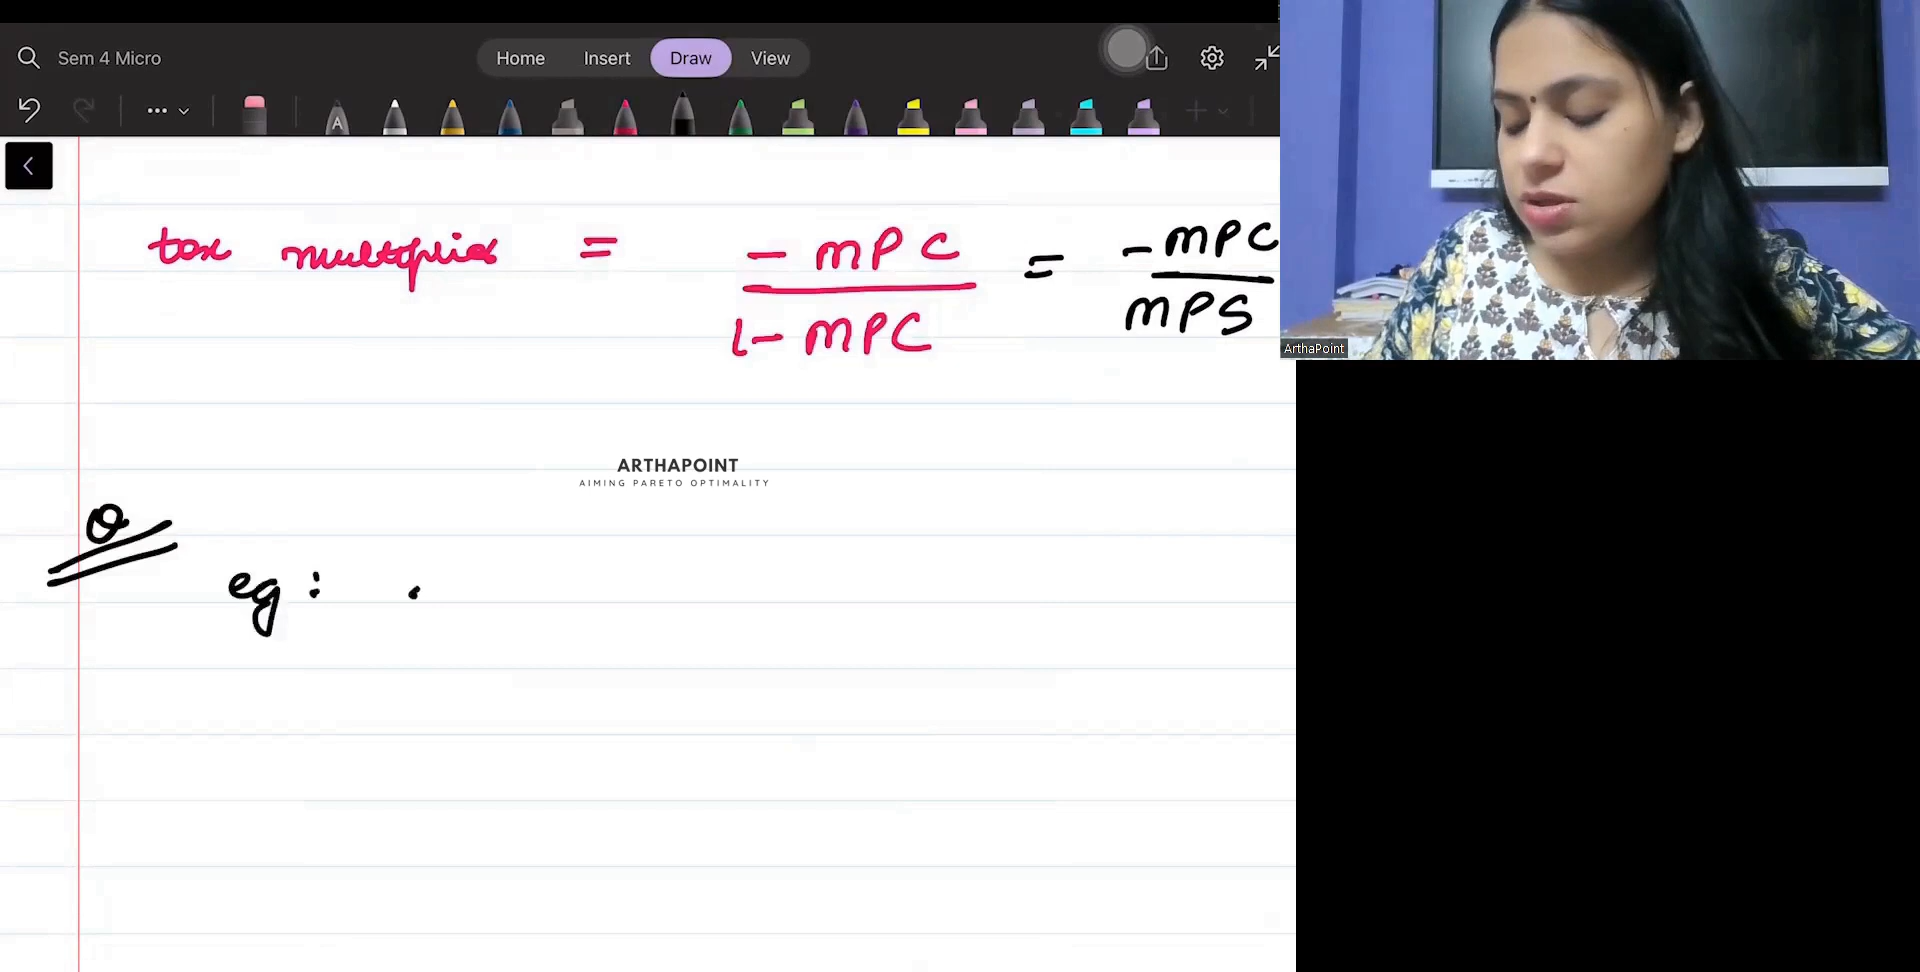 Sem 4 Micro
Home Insert Draw View
A
tax multiplier = - MPC / 1 - MPC = - MPC / MPS
ArthaPoint
ARTHAPOINT
AIMING PARETO OPTIMALITY
Q
eg :